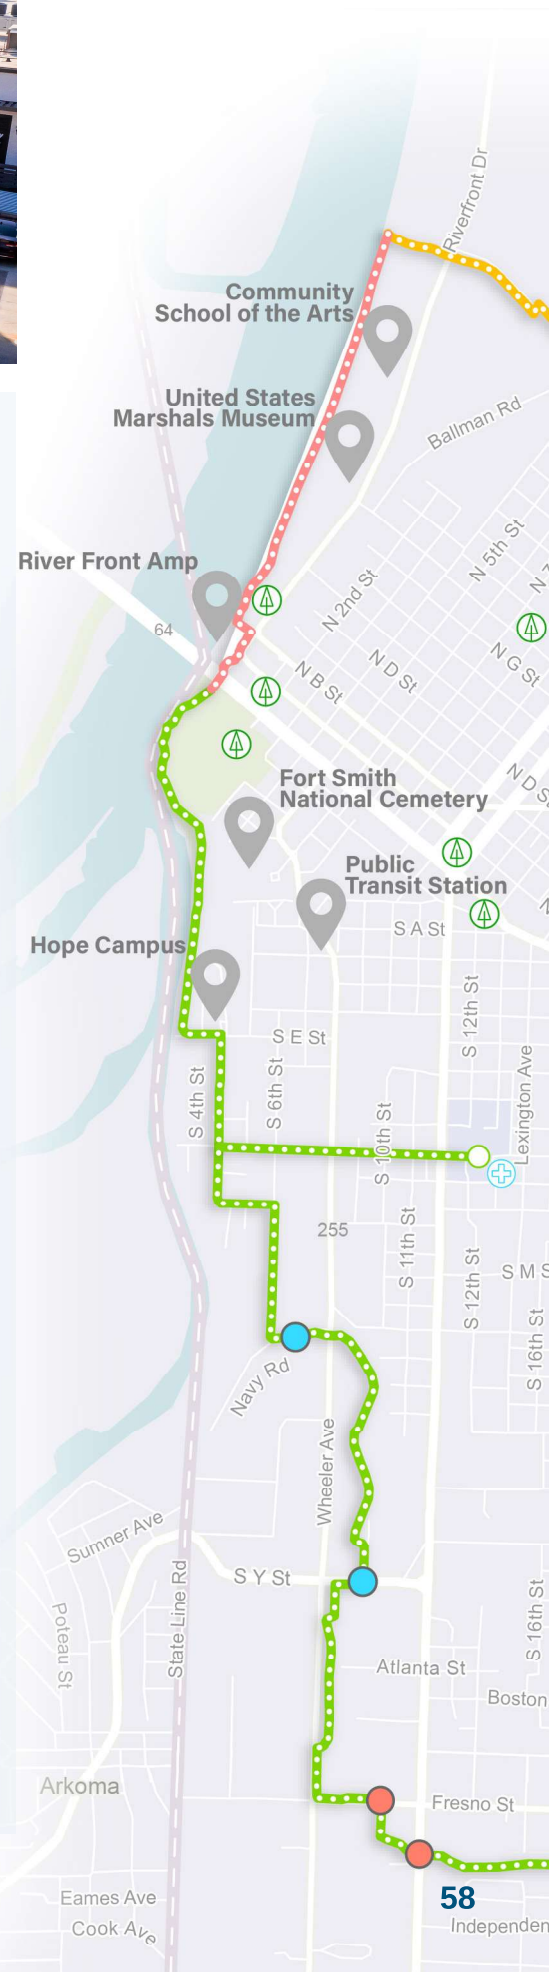 Riverfront Dr
Community
School of the Arts
United States
Marshals Museum
Ballman Rd
N 5th St
River Front Amp
N 2nd St
64
N G St
N D St
N B St
Fort Smith
National Cemetery
Public
Transit Station
S A St
Hope Campus
S 12th St
S E St
Lexington Ave
S 4th St
S 6th St
S 10th St
255
S 11th St
S 12th St
S M S
S 16th St
Navy Rd
Wheeler Ave
Sumner Ave
S Y St
State Line Rd
Poteau St
S 16th St
Atlanta St
Boston
Arkoma
Fresno St
58
Eames Ave
Cook Ave
Independen